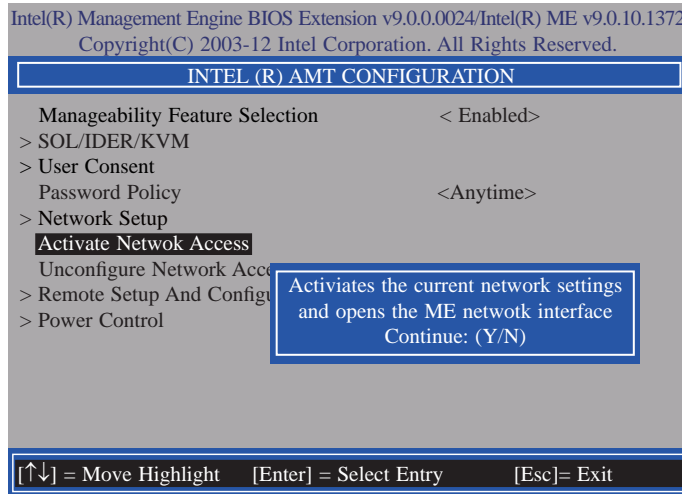 Intel(R) Management Engine BIOS Extension v9.0.0.0024/Intel(R) ME v9.0.10.1372
Copyright(C) 2003-12 Intel Corporation. All Rights Reserved.
INTEL (R) AMT CONFIGURATION
Manageability Feature Selection < Enabled>
> SOL/IDER/KVM
> User Consent
Password Policy <Anytime>
> Network Setup
Activate Netwok Access
Unconfigure Network Acce
> Remote Setup And Configu
> Power Control
Activiates the current network settings
and opens the ME netwotk interface
Continue: (Y/N)
[↑↓] = Move Highlight [Enter] = Select Entry [Esc]= Exit